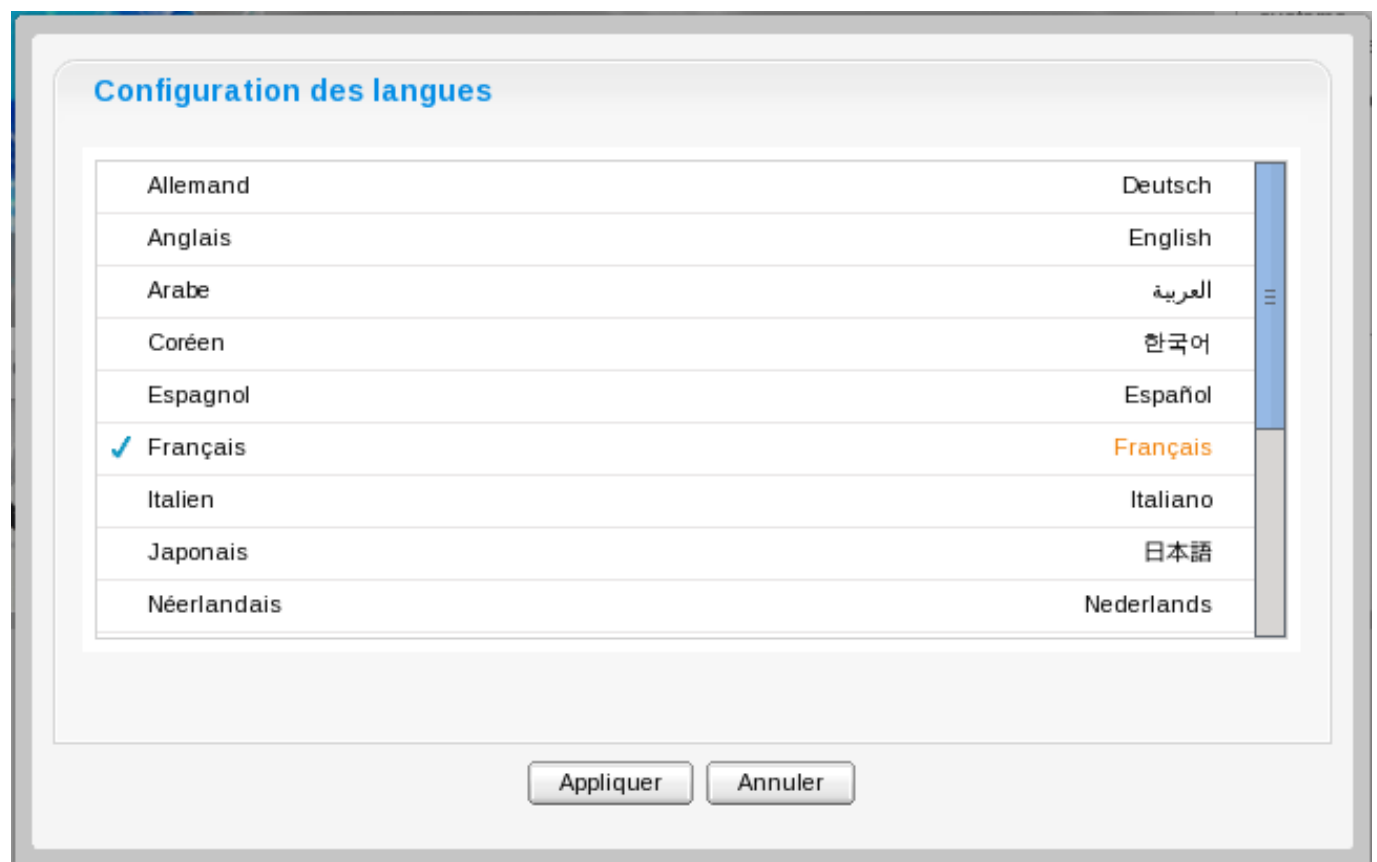 Configuration des langues
Allemand Deutsch
Anglais English
Arabe العربية
Coréen 한국어
Espagnol Español
Français Français
Italien Italiano
Japonais 日本語
Néerlandais Nederlands
Appliquer Annuler